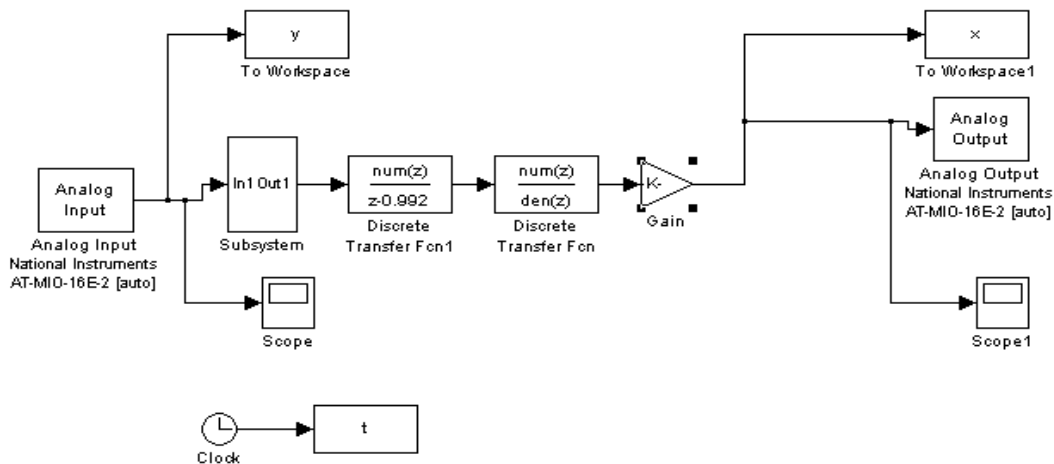 y
To Workspace
x
To Workspace1
Analog
Output
Analog Output
National Instruments
AT-MIO-16E-2 [auto]
Analog
Input
Analog Input
National Instruments
AT-MIO-16E-2 [auto]
In1 Out1
Subsystem
num(z)
z-0.992
Discrete
Transfer Fcn1
num(z)
den(z)
Discrete
Transfer Fcn
-K-
Gain
Scope
Scope1
Clock
t